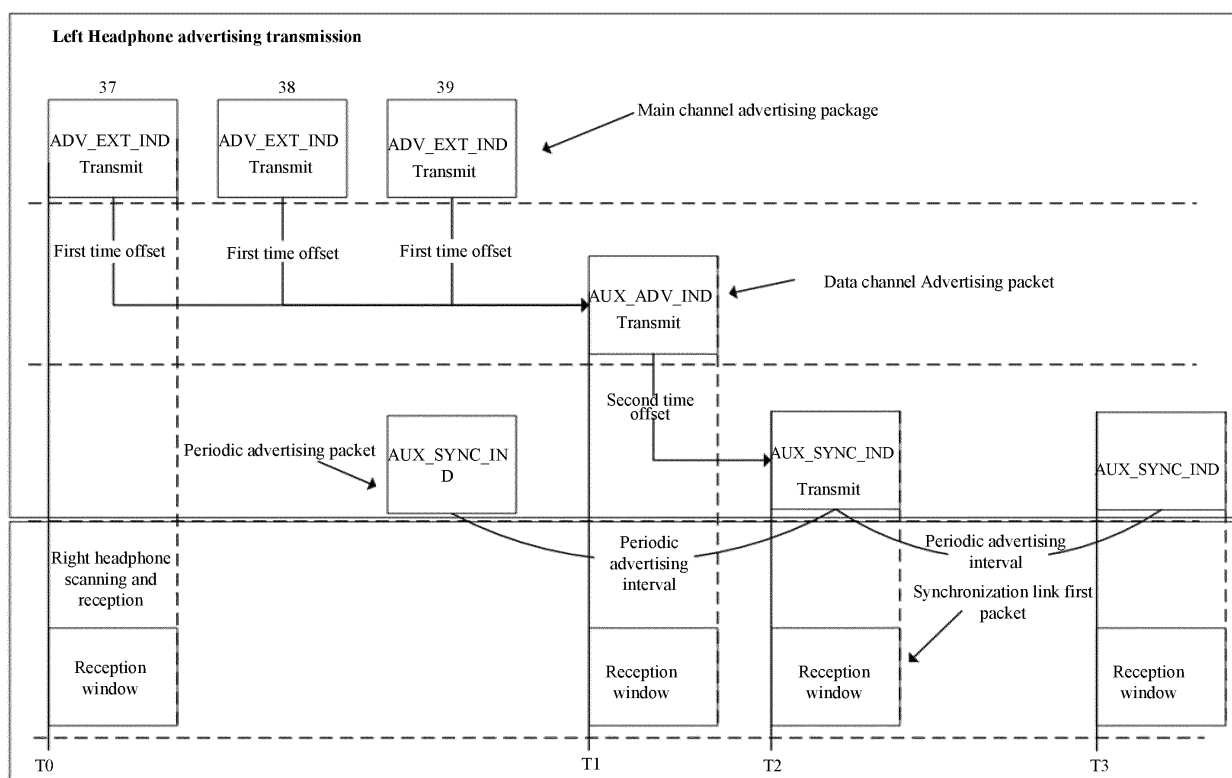 Left Headphone advertising transmission
37
38
39
Main channel advertising package
ADV_EXT_IND
Transmit
ADV_EXT_IND
Transmit
ADV_EXT_IND
Transmit
First time offset
First time offset
First time offset
Data channel Advertising packet
AUX_ADV_IND
Transmit
Second time
offset
Periodic advertising packet
AUX_SYNC_IN
D
AUX_SYNC_IND
Transmit
AUX_SYNC_IND
Right headphone
scanning and
reception
Periodic
advertising
interval
Periodic advertising
interval
Synchronization link first
packet
Reception
window
Reception
window
Reception
window
Reception
window
T0
T1
T2
T3